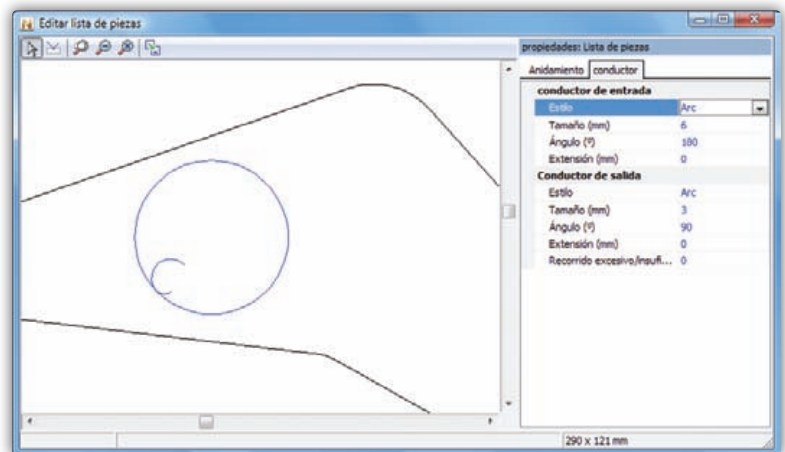 Editar lista de piezas
propiedades: Lista de piezas
Anidamiento conductor
conductor de entrada
Estilo Arc
Tamaño (mm) 6
Ángulo (º) 180
Extensión (mm) 0
Conductor de salida
Estilo Arc
Tamaño (mm) 3
Ángulo (º) 90
Extensión (mm) 0
Recorrido excesivo/insufi... 0
290 x 121 mm